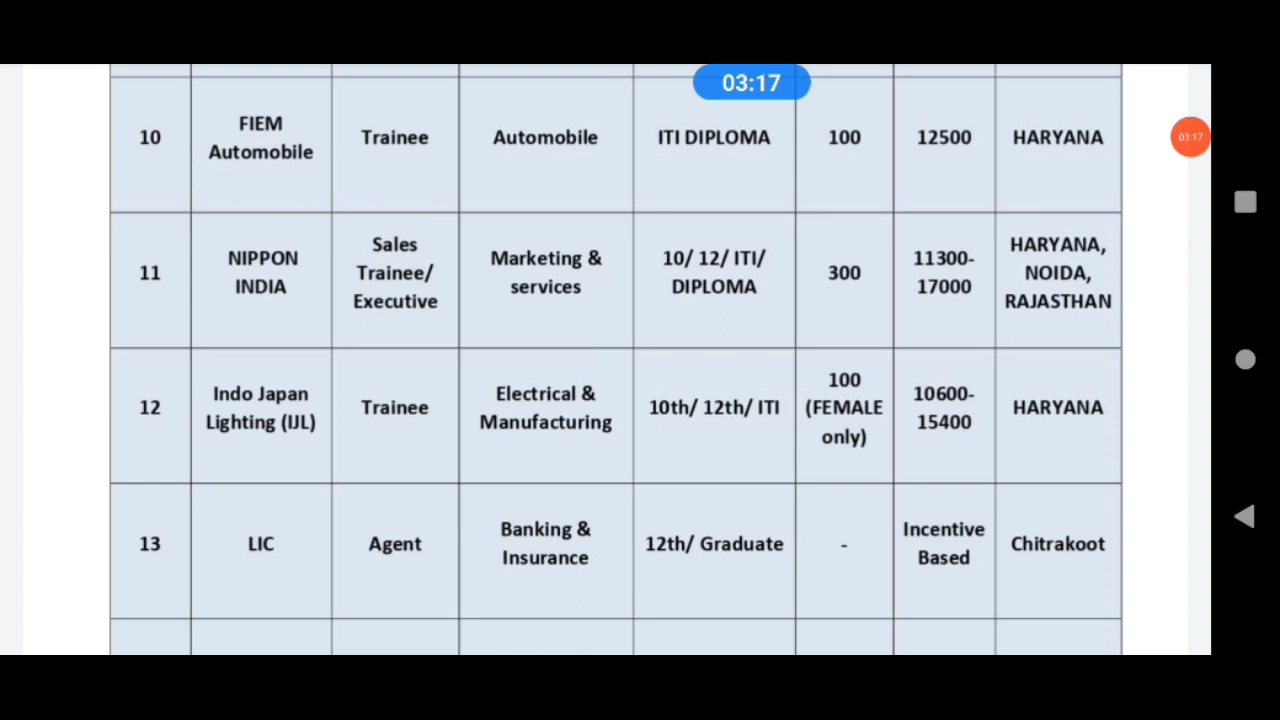 03:17
03:17
10 FIEM Automobile Trainee Automobile ITI DIPLOMA 100 12500 HARYANA
11 NIPPON INDIA Sales Trainee/ Executive Marketing & services 10/ 12/ ITI/ DIPLOMA 300 11300-17000 HARYANA, NOIDA, RAJASTHAN
12 Indo Japan Lighting (IJL) Trainee Electrical & Manufacturing 10th/ 12th/ ITI 100 (FEMALE only) 10600-15400 HARYANA
13 LIC Agent Banking & Insurance 12th/ Graduate - Incentive Based Chitrakoot